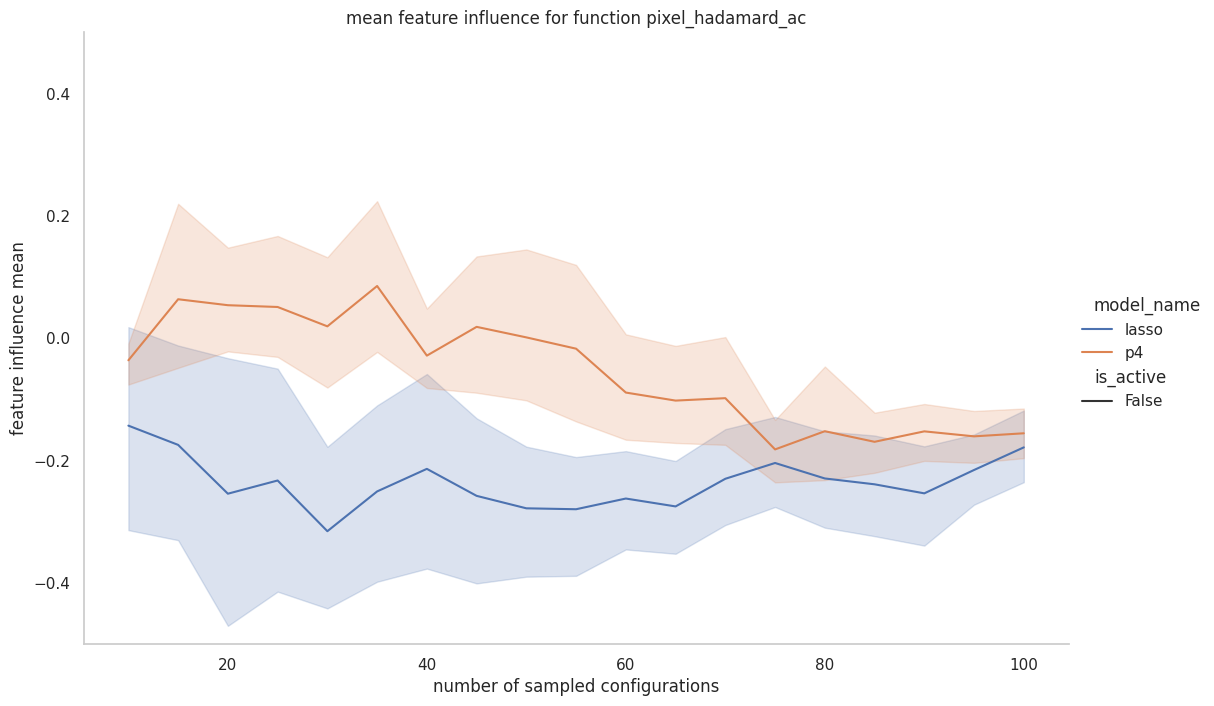 mean feature influence for function pixel_hadamard_ac
feature influence mean
0.4
0.2
0.0
−0.2
−0.4
20
40
60
80
100
number of sampled configurations
model_name
lasso
p4
is_active
False